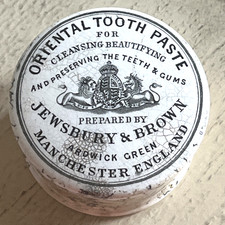 ORIENTAL TOOTH PASTE
FOR
CLEANSING BEAUTIFYING
AND PRESERVING THE TEETH & GUMS
PREPARED BY
JEWSBURY & BROWN
ARDWICK GREEN
MANCHESTER ENGLAND